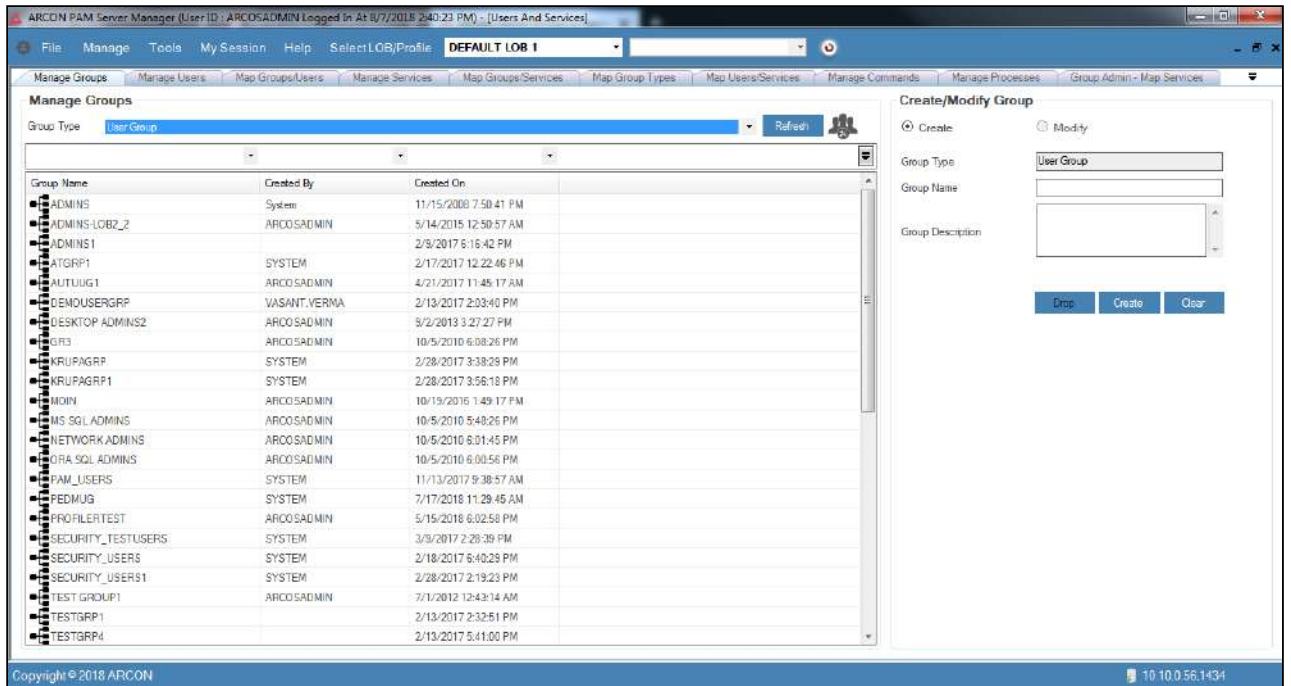 ARCON PAM Server Manager (User ID : ARCOSADMIN Logged In At 8/7/2018 2:40:23 PM) - [Users And Services]
File Manage Tools My Session Help Select LOB/Profile DEFAULT LOB 1
Manage Groups Manage Users Map Groups/Users Manage Services Map Groups/Services Map Group Types Map Users/Services Manage Commands Manage Processes Group Admin - Map Services
Manage Groups Create/Modify Group
Group Type User Group Refresh Create Modify
Group Type User Group
Group Name Created By Created On Group Name
ADMINS System 11/15/2008 7:50:41 PM
ADMINS-LOB2_2 ARCOSADMIN 5/14/2015 12:50:57 AM
Group Description
ADMINS1 2/9/2017 6:16:42 PM
ATGRP1 SYSTEM 2/17/2017 12:22:46 PM
AUTUUG1 ARCOSADMIN 4/21/2017 11:45:17 AM
DEMOUSERGRP VASANT.VERMA 2/13/2017 2:03:40 PM Drop Create Clear
DESKTOP ADMINS2 ARCOSADMIN 9/2/2013 3:27:27 PM
GR3 ARCOSADMIN 10/5/2010 6:08:26 PM
KRUPAGRP SYSTEM 2/28/2017 3:38:29 PM
KRUPAGRP1 SYSTEM 2/28/2017 3:56:18 PM
MOIN ARCOSADMIN 10/19/2016 1:49:17 PM
MS SQL ADMINS ARCOSADMIN 10/5/2010 5:48:26 PM
NETWORK ADMINS ARCOSADMIN 10/5/2010 6:01:45 PM
ORA SQL ADMINS ARCOSADMIN 10/5/2010 6:00:56 PM
PAM_USERS SYSTEM 11/13/2017 9:38:57 AM
PEDMUG SYSTEM 7/17/2018 11:29:45 AM
PROFILERTEST ARCOSADMIN 5/15/2018 6:02:58 PM
SECURITY_TESTUSERS SYSTEM 3/9/2017 2:28:39 PM
SECURITY_USERS SYSTEM 2/18/2017 6:40:29 PM
SECURITY_USERS1 SYSTEM 2/28/2017 2:19:23 PM
TEST GROUP1 ARCOSADMIN 7/1/2012 12:43:14 AM
TESTGRP1 2/13/2017 2:32:51 PM
TESTGRP4 2/13/2017 5:41:00 PM
Copyright © 2018 ARCON 10.10.0.56,1434